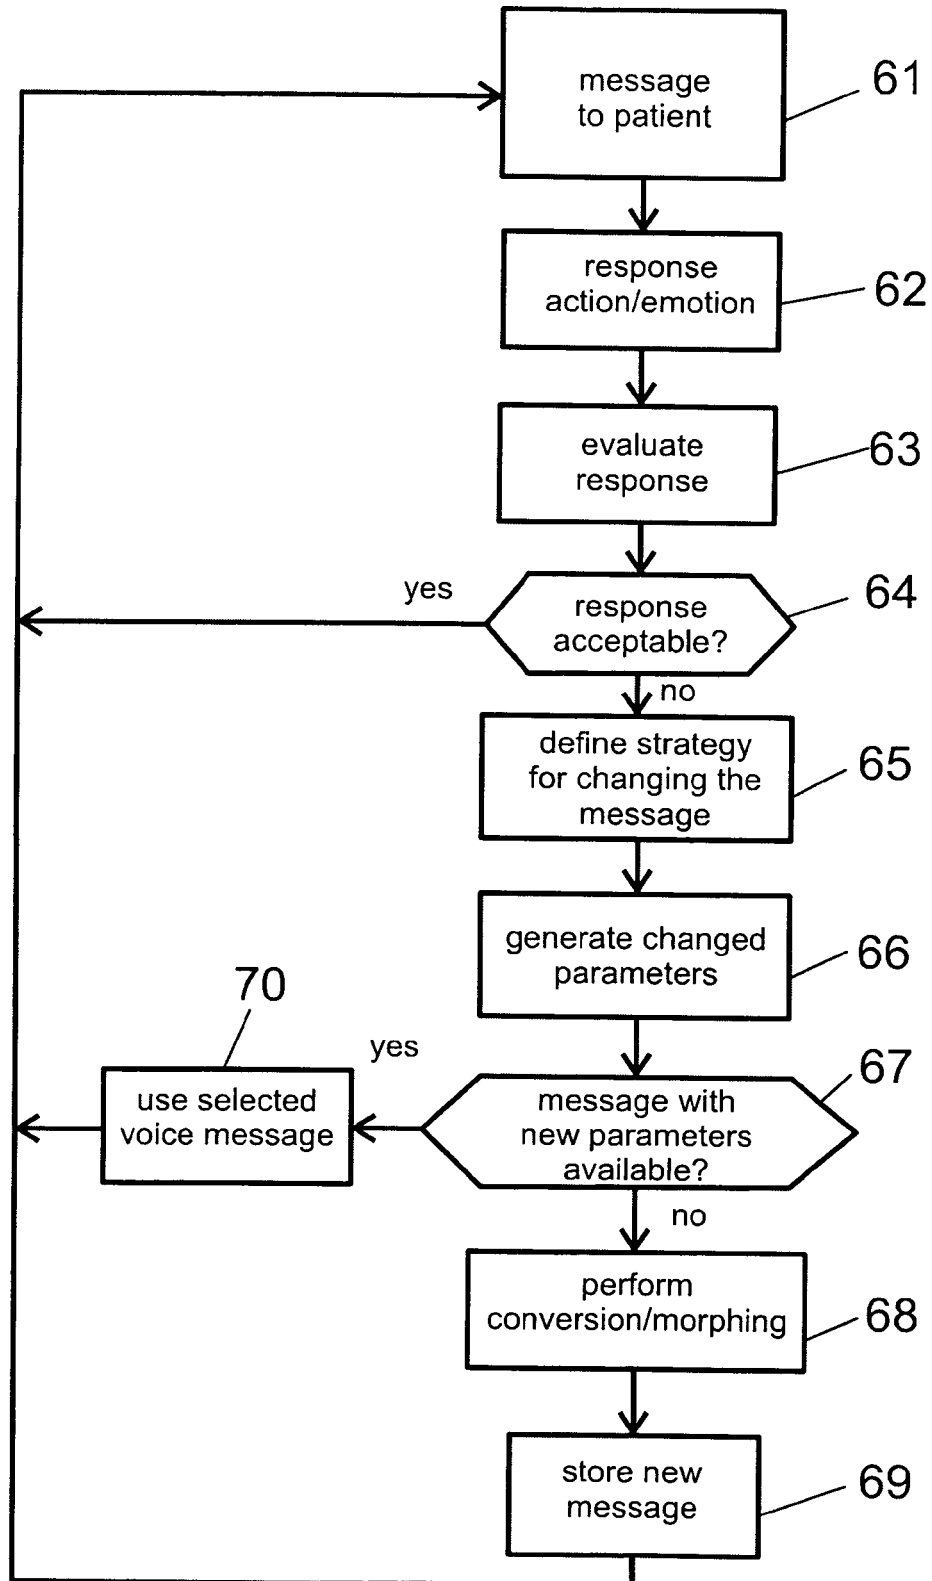 message
to patient
61
response
action/emotion
62
evaluate
response
63
yes
response
acceptable?
64
no
define strategy
for changing the
message
65
generate changed
parameters
66
70
yes
use selected
voice message
message with
new parameters
available?
67
no
perform
conversion/morphing
68
store new
message
69